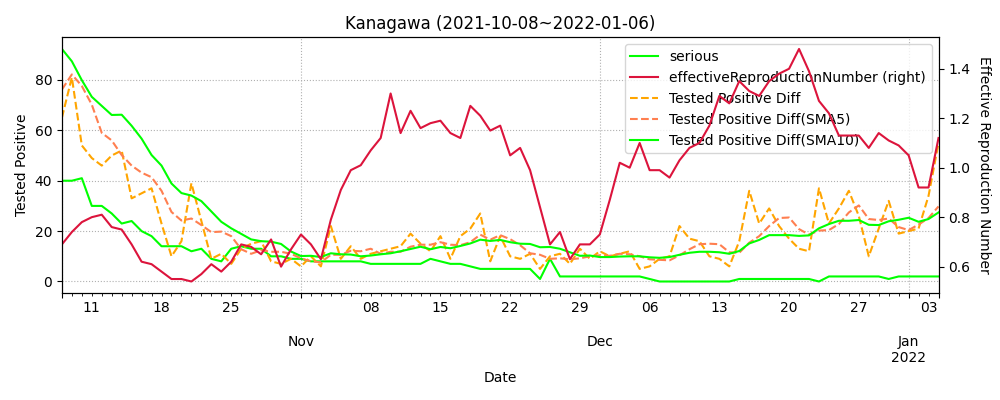 Kanagawa (2021-10-08~2022-01-06)
serious
effectiveReproductionNumber (right)
Tested Positive Diff
Tested Positive Diff(SMA5)
Tested Positive Diff(SMA10)
80
60
40
20
0
Tested Positive
1.4
1.2
1.0
0.8
0.6
Effective Reproduction Number
11 18 25 08 15 22 29 06 13 20 27 03
Nov Dec Jan
2022
Date